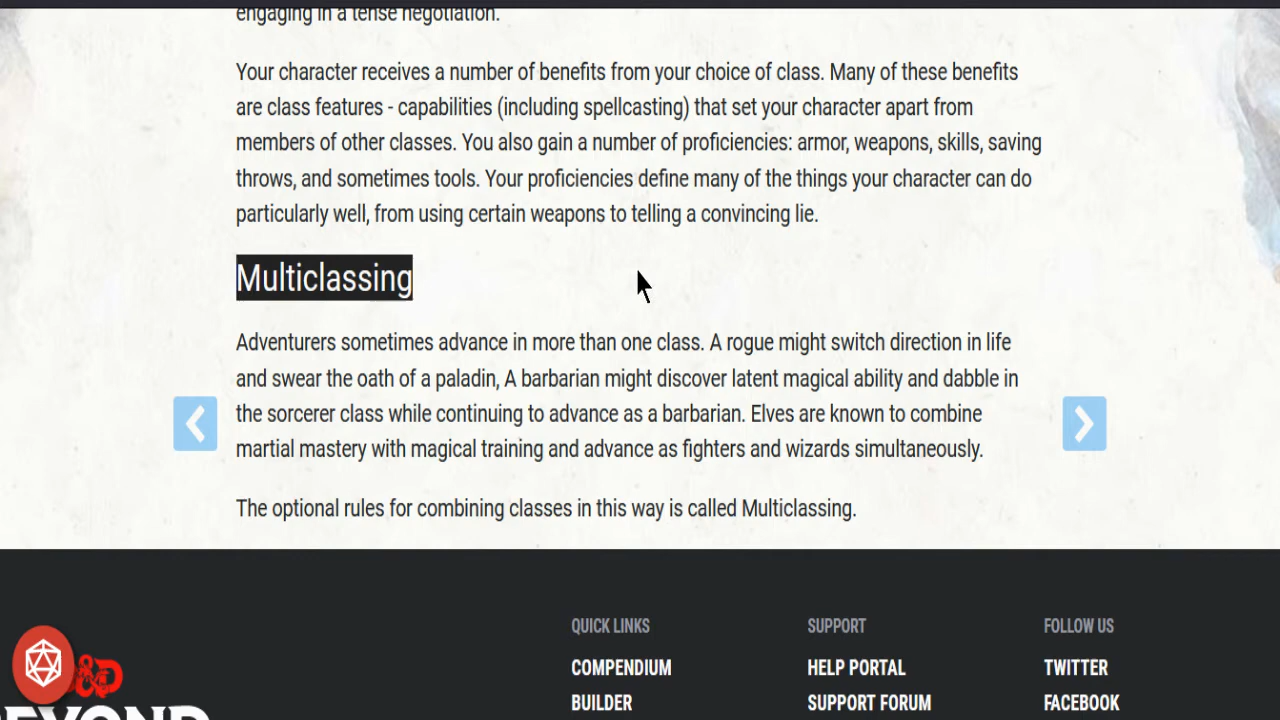 engaging in a tense negotiation.
Your character receives a number of benefits from your choice of class. Many of these benefits
are class features - capabilities (including spellcasting) that set your character apart from
members of other classes. You also gain a number of proficiencies: armor, weapons, skills, saving
throws, and sometimes tools. Your proficiencies define many of the things your character can do
particularly well, from using certain weapons to telling a convincing lie.
Multiclassing
Adventurers sometimes advance in more than one class. A rogue might switch direction in life
and swear the oath of a paladin, A barbarian might discover latent magical ability and dabble in
the sorcerer class while continuing to advance as a barbarian. Elves are known to combine
martial mastery with magical training and advance as fighters and wizards simultaneously.
The optional rules for combining classes in this way is called Multiclassing.
QUICK LINKS
COMPENDIUM
BUILDER
SUPPORT
HELP PORTAL
SUPPORT FORUM
FOLLOW US
TWITTER
FACEBOOK
&D
BEYOND